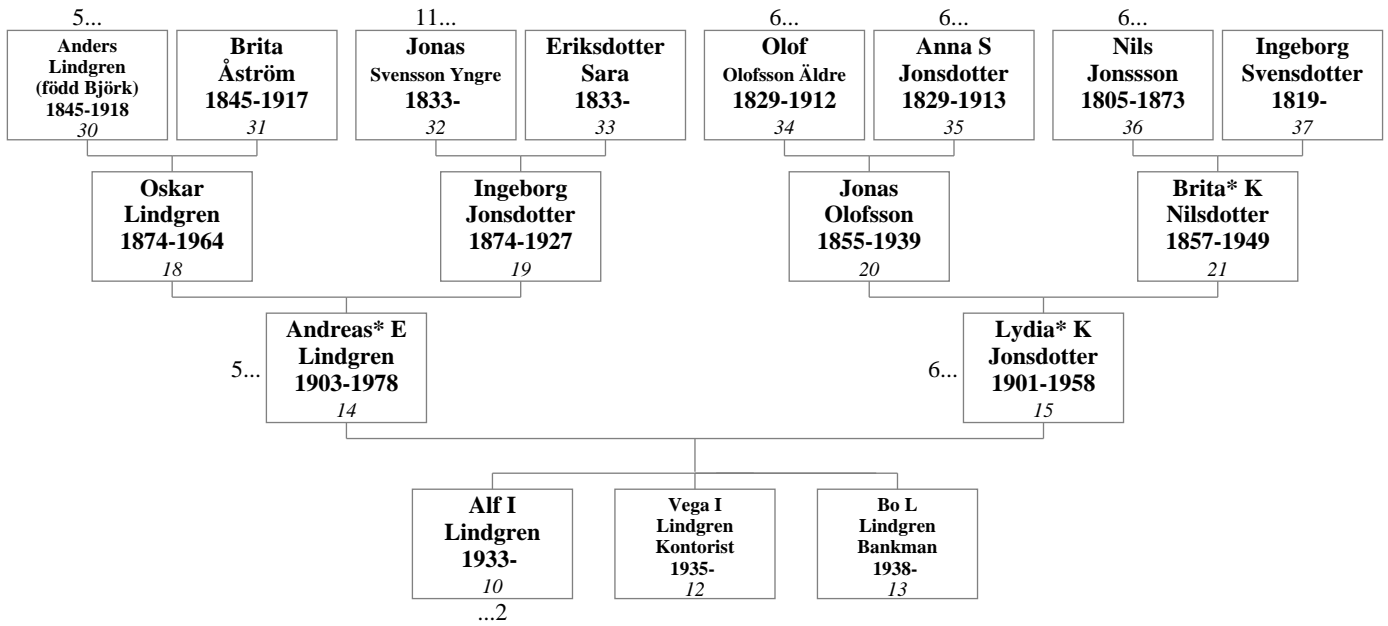 5...
11...
6...
6...
6...
Anders
Lindgren
(född Björk)
1845-1918
30
Brita
Åström
1845-1917
31
Jonas
Svensson Yngre
1833-
32
Eriksdotter
Sara
1833-
33
Olof
Olofsson Äldre
1829-1912
34
Anna S
Jonsdotter
1829-1913
35
Nils
Jonssson
1805-1873
36
Ingeborg
Svensdotter
1819-
37
Oskar
Lindgren
1874-1964
18
Ingeborg
Jonsdotter
1874-1927
19
Jonas
Olofsson
1855-1939
20
Brita* K
Nilsdotter
1857-1949
21
5...
Andreas* E
Lindgren
1903-1978
14
6...
Lydia* K
Jonsdotter
1901-1958
15
Alf I
Lindgren
1933-
10
...2
Vega I
Lindgren
Kontorist
1935-
12
Bo L
Lindgren
Bankman
1938-
13